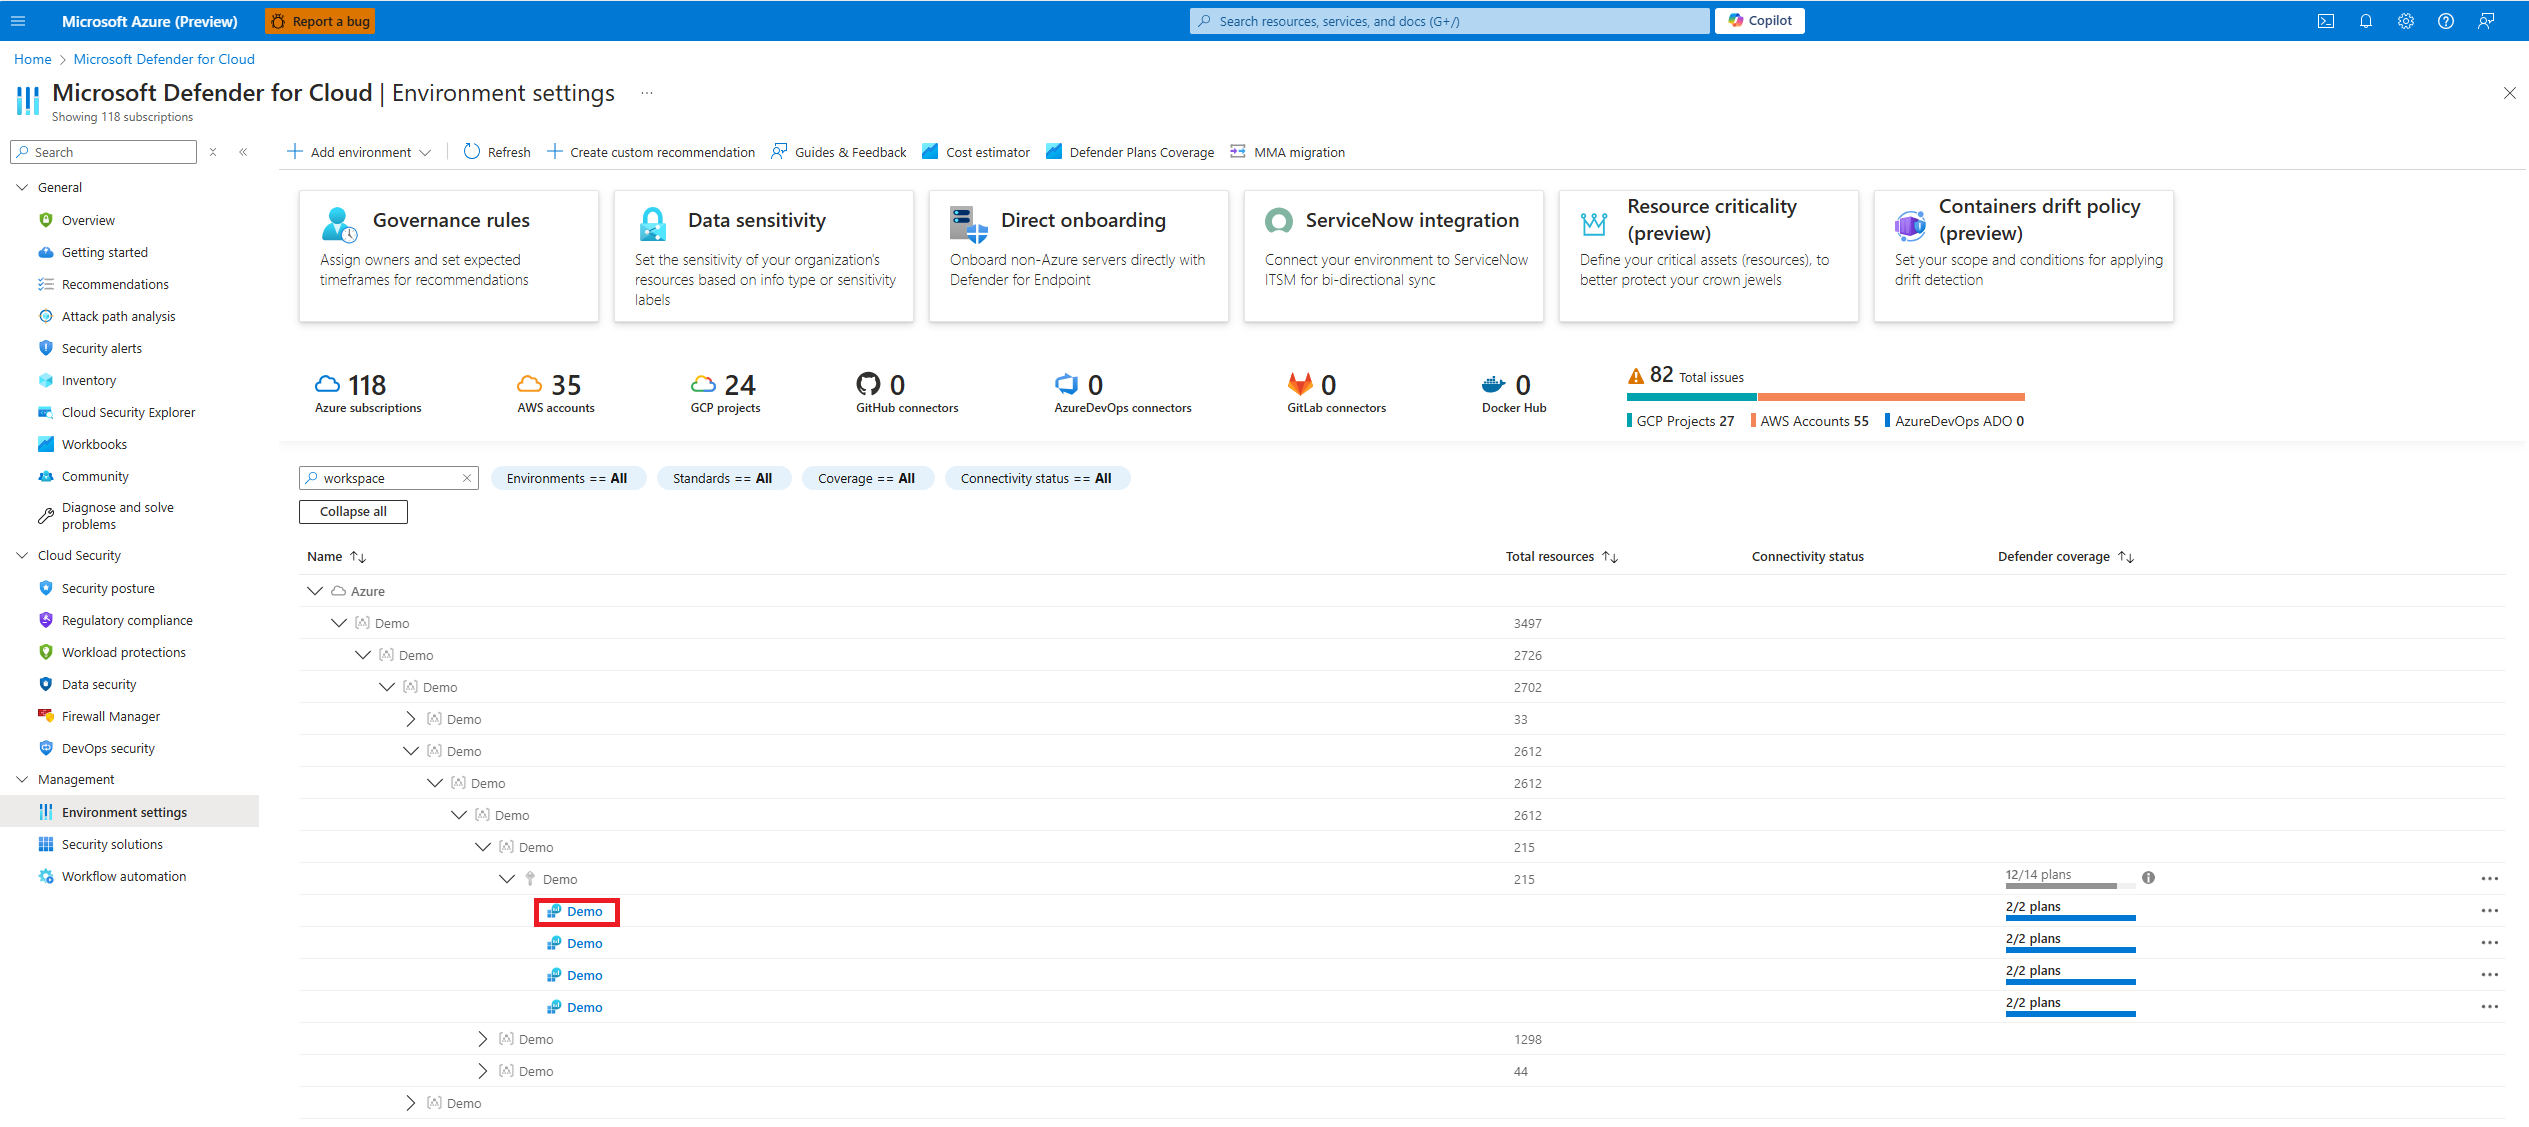 Microsoft Azure (Preview)
Report a bug
Search resources, services, and docs (G+/)
Copilot
Home > Microsoft Defender for Cloud
Microsoft Defender for Cloud | Environment settings ...
Showing 118 subscriptions
Search
General
Overview
Getting started
Recommendations
Attack path analysis
Security alerts
Inventory
Cloud Security Explorer
Workbooks
Community
Diagnose and solve
problems
Cloud Security
Security posture
Regulatory compliance
Workload protections
Data security
Firewall Manager
DevOps security
Management
Environment settings
Security solutions
Workflow automation
Add environment
Refresh
Create custom recommendation
Guides & Feedback
Cost estimator
Defender Plans Coverage
MMA migration
Governance rules
Assign owners and set expected
timeframes for recommendations
Data sensitivity
Set the sensitivity of your organization's
resources based on info type or sensitivity
labels
Direct onboarding
Onboard non-Azure servers directly with
Defender for Endpoint
ServiceNow integration
Connect your environment to ServiceNow
ITSM for bi-directional sync
Resource criticality
(preview)
Define your critical assets (resources), to
better protect your crown jewels
Containers drift policy
(preview)
Set your scope and conditions for applying
drift detection
118
Azure subscriptions
35
AWS accounts
24
GCP projects
0
GitHub connectors
0
AzureDevOps connectors
0
GitLab connectors
0
Docker Hub
82 Total issues
GCP Projects 27
AWS Accounts 55
AzureDevOps ADO 0
workspace
Environments == All
Standards == All
Coverage == All
Connectivity status == All
Collapse all
Name Total resources Connectivity status Defender coverage
Azure
Demo 3497
Demo 2726
Demo 2702
Demo 33
Demo 2612
Demo 2612
Demo 2612
Demo 215
Demo 215 12/14 plans
Demo 2/2 plans
Demo 2/2 plans
Demo 2/2 plans
Demo 2/2 plans
Demo 1298
Demo 44
Demo